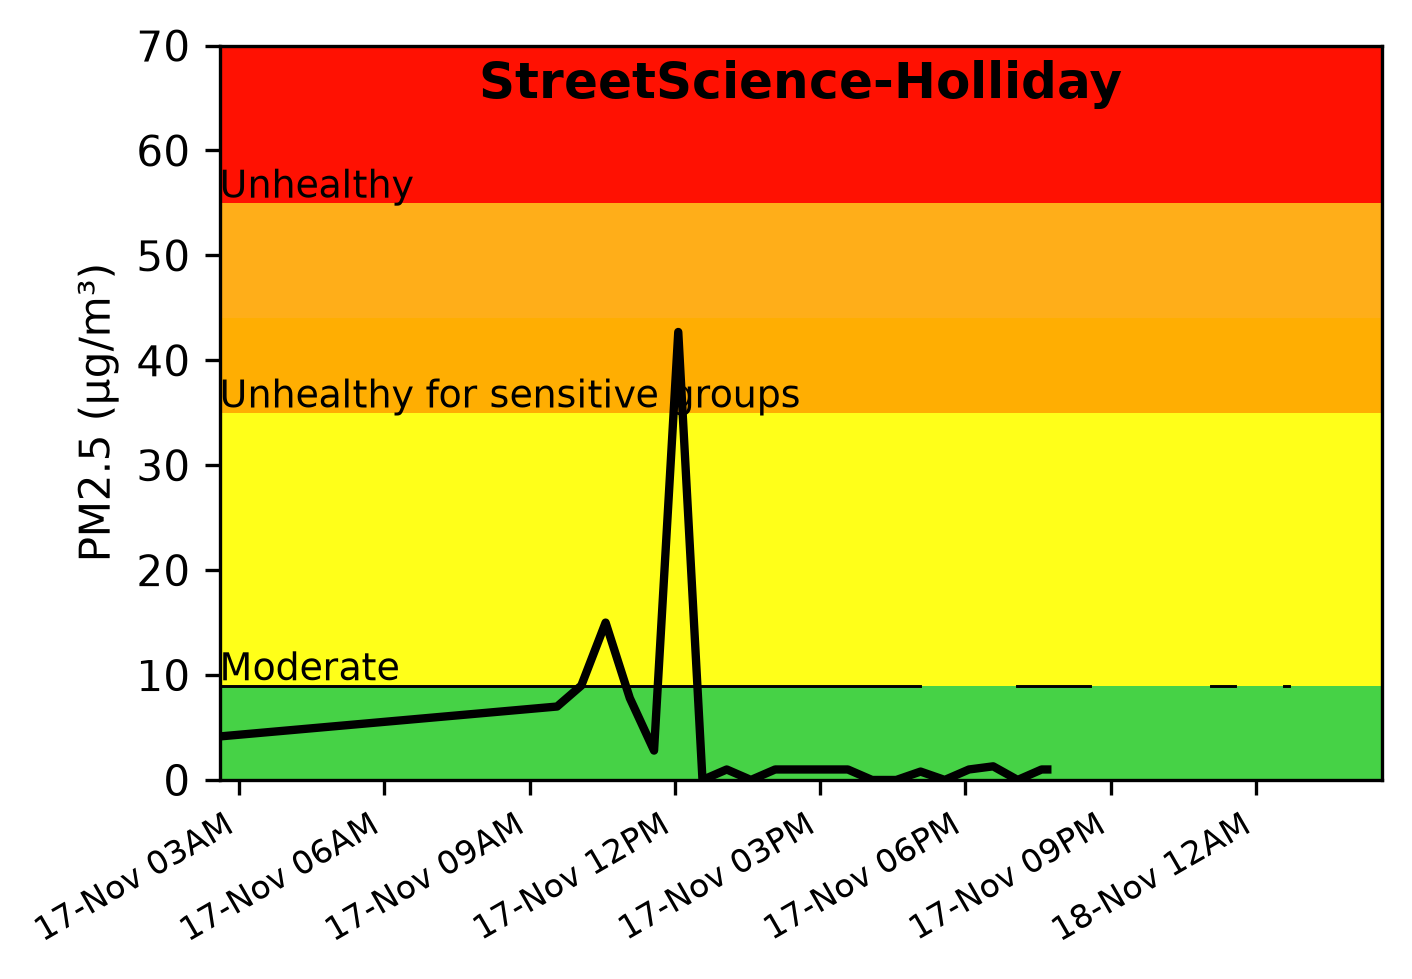 StreetScience-Holliday
PM2.5 (µg/m³)
70
60
50
40
30
20
10
0
Unhealthy
Unhealthy for sensitive groups
Moderate
17-Nov 03AM
17-Nov 06AM
17-Nov 09AM
17-Nov 12PM
17-Nov 03PM
17-Nov 06PM
17-Nov 09PM
18-Nov 12AM